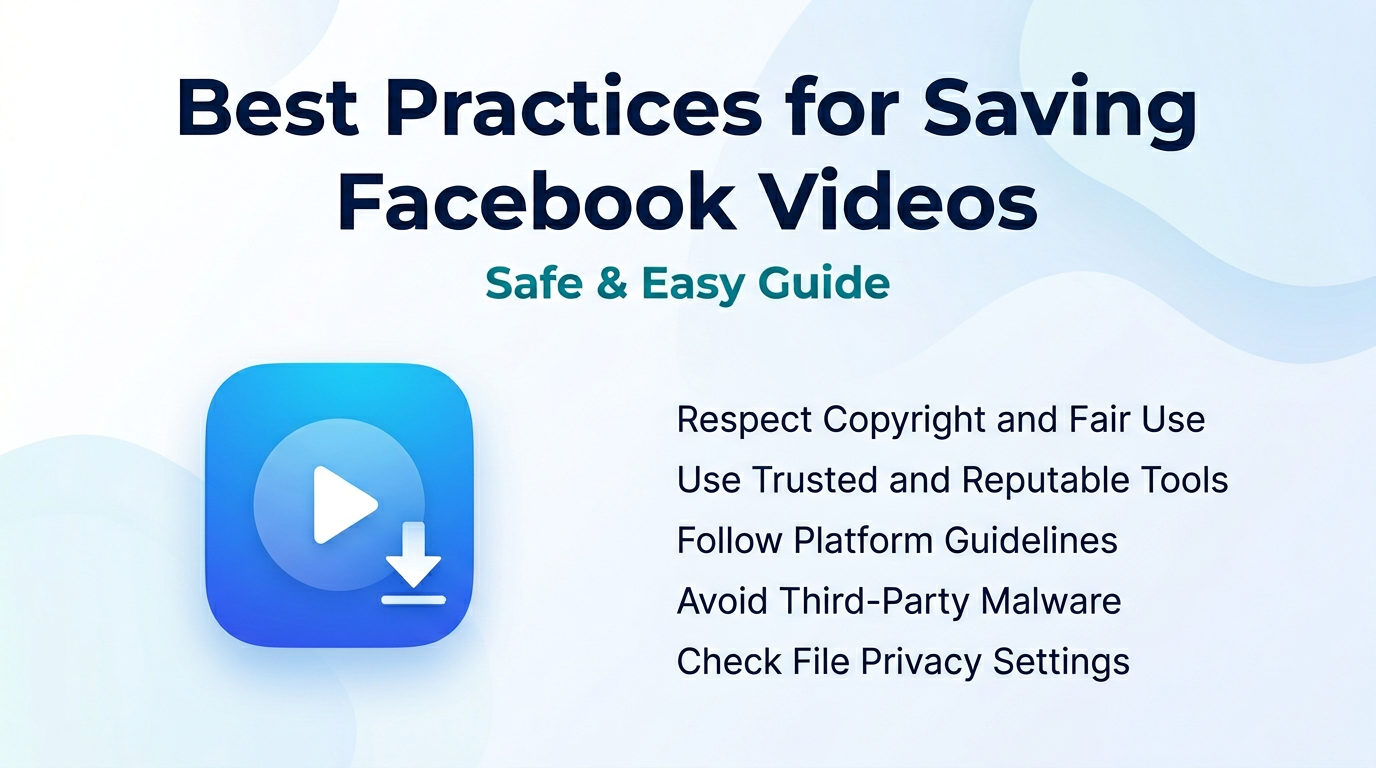 Best Practices for Saving
Facebook Videos
Safe & Easy Guide
Respect Copyright and Fair Use
Use Trusted and Reputable Tools
Follow Platform Guidelines
Avoid Third-Party Malware
Check File Privacy Settings